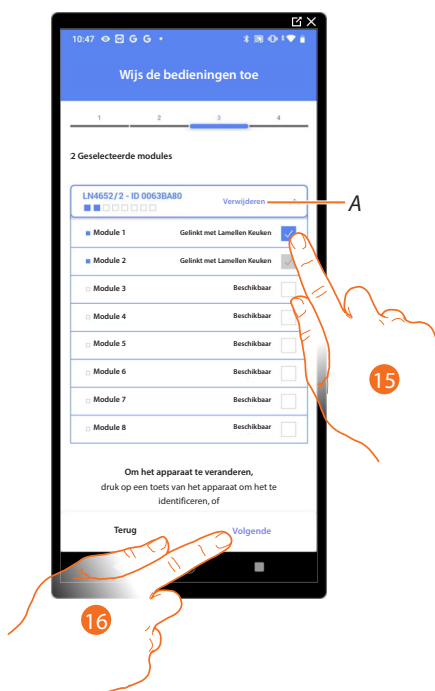 10:47 G G
Wijs de bedieningen toe
1 2 3 4
2 Geselecteerde modules
LN4652/2 - ID 0063BA80 Verwijderen
A
Module 1 Gelinkt met Lamellen Keuken
Module 2 Gelinkt met Lamellen Keuken
Module 3 Beschikbaar
Module 4 Beschikbaar
Module 5 Beschikbaar
Module 6 Beschikbaar
Module 7 Beschikbaar
Module 8 Beschikbaar
15
Om het apparaat te veranderen,
druk op een toets van het apparaat om het te
identificeren, of
Terug Volgende
16